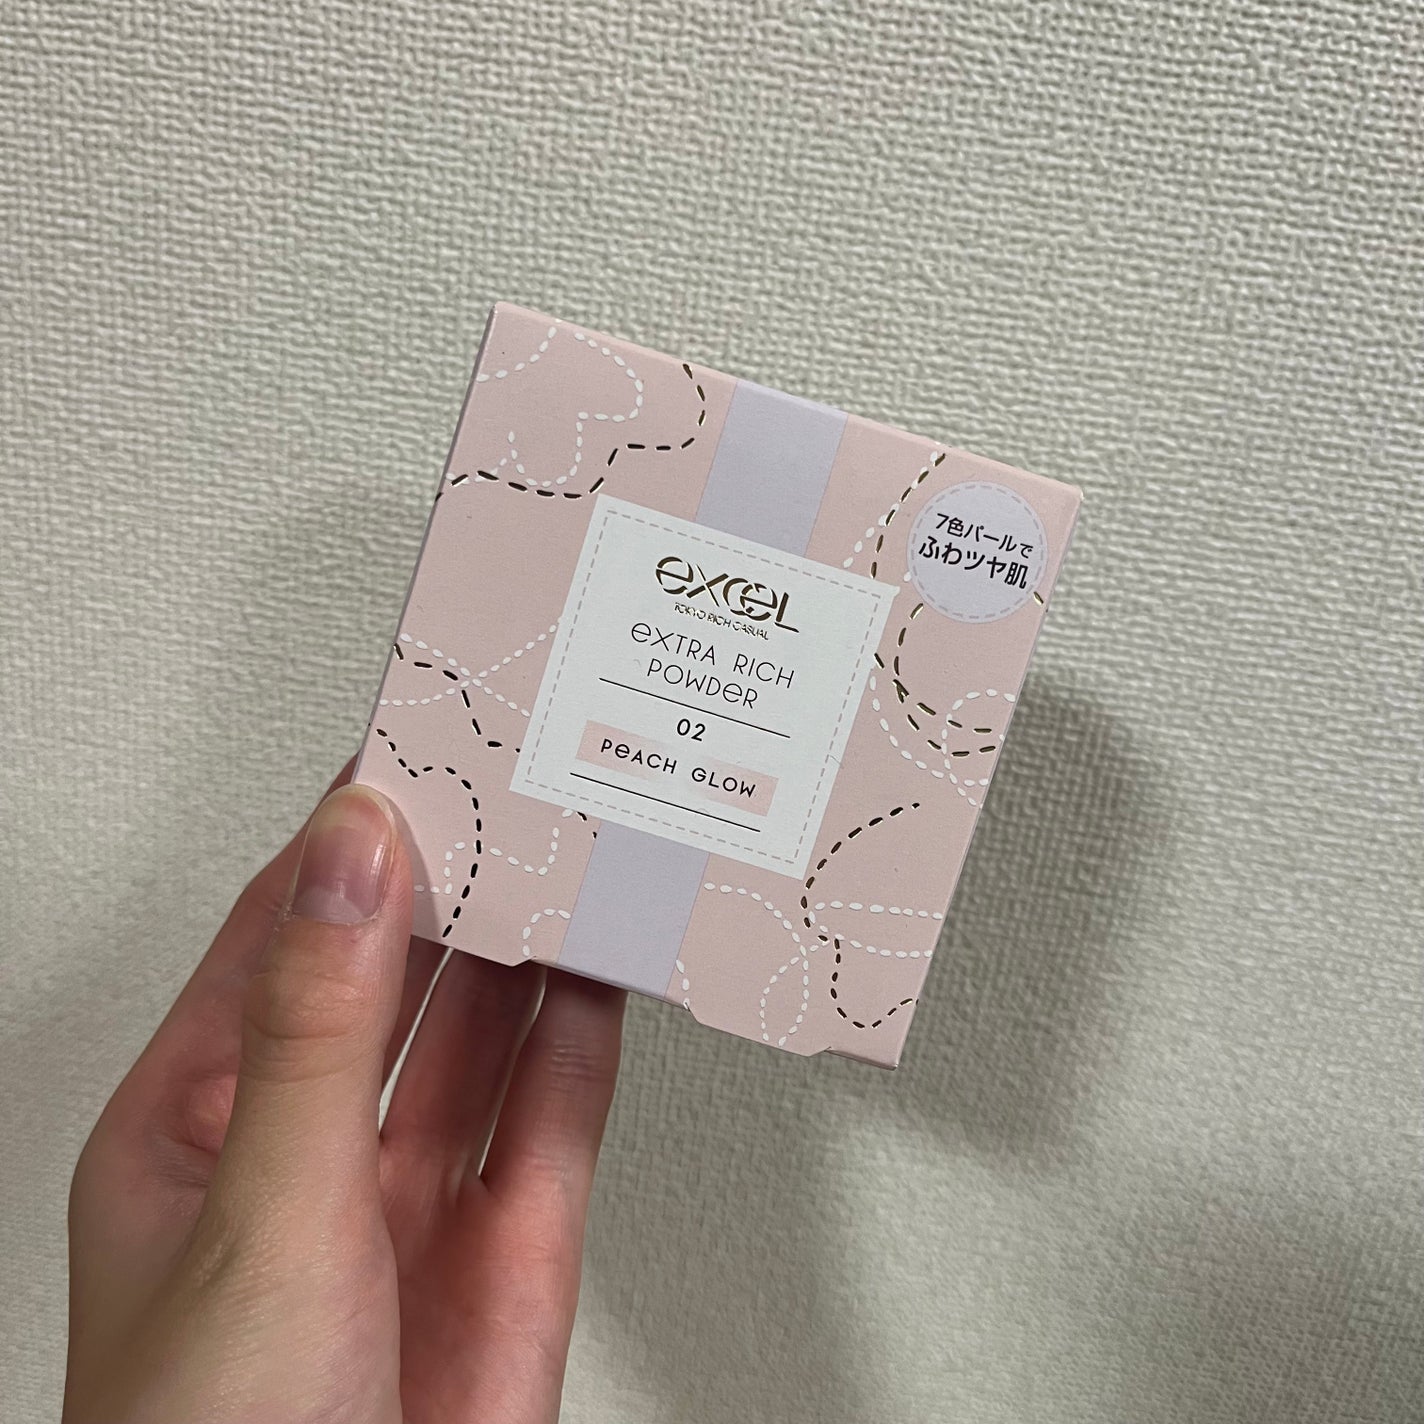 7色パールで
ふわツヤ肌
excel
TOKYO RICH CASUAL
eXTRA RICH
POWDeR
02
PeACH GLOW